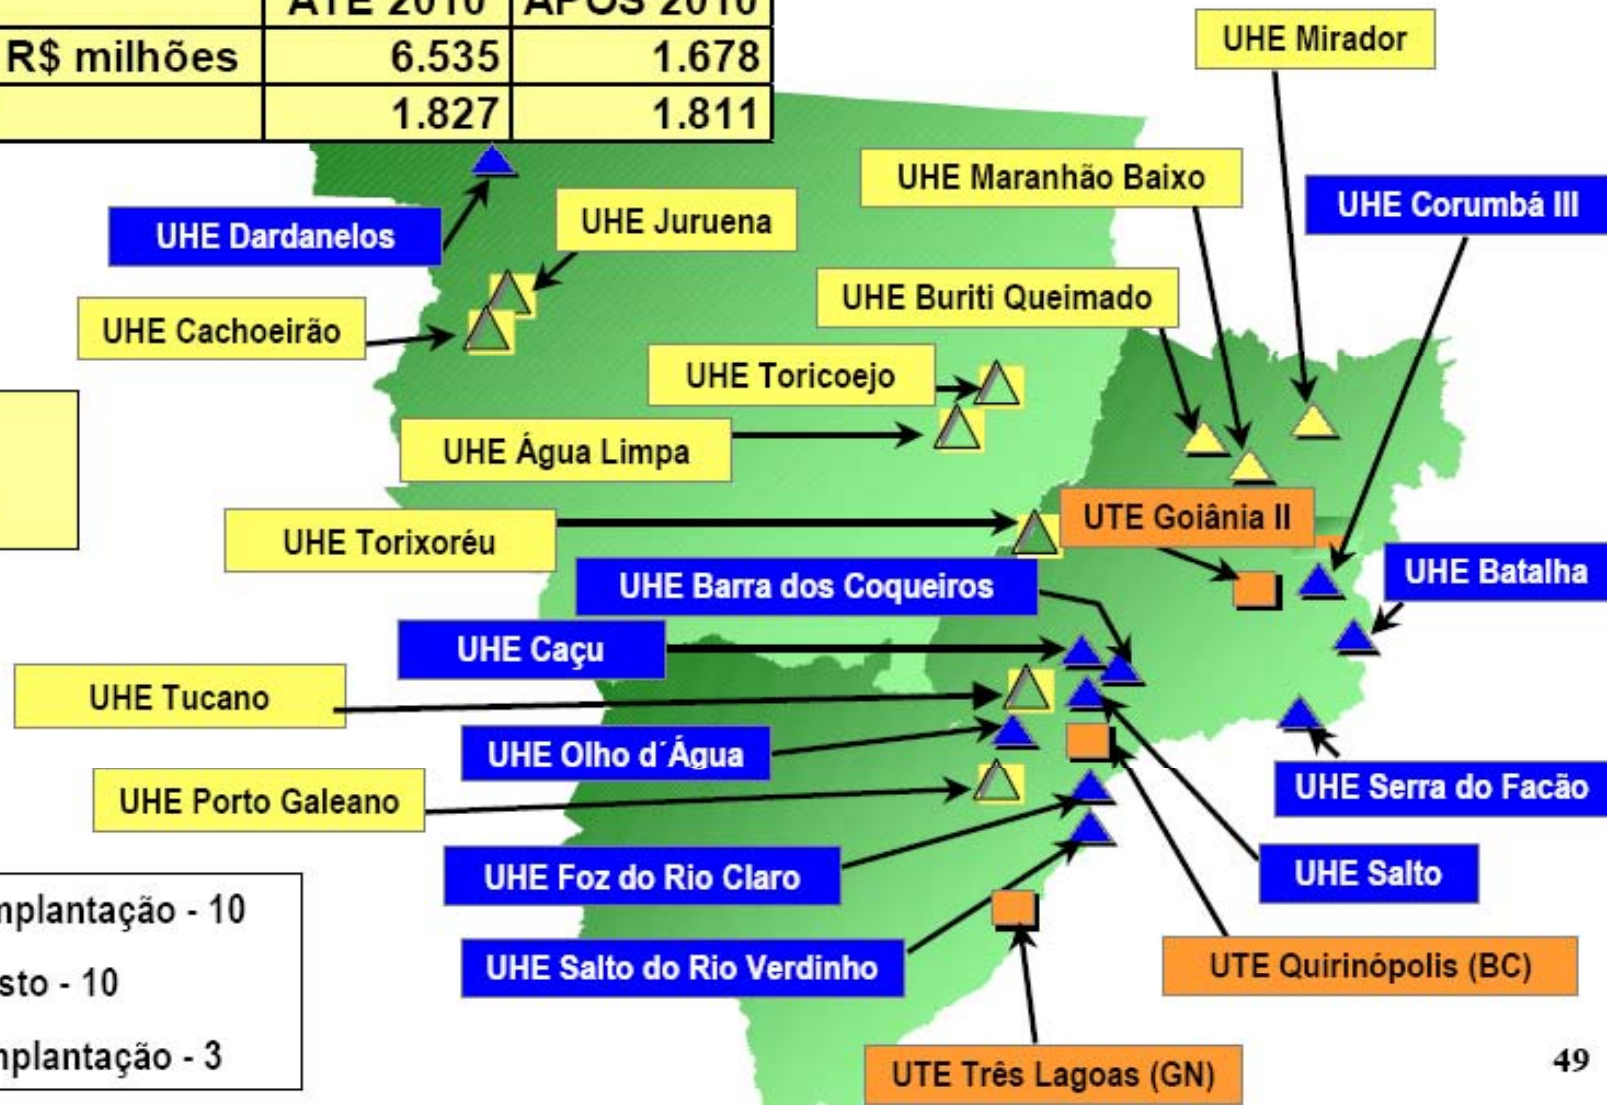 ATÉ 2010 APÓS 2010
R$ milhões 6.535 1.678
1.827 1.811
UHE Mirador
UHE Maranhão Baixo
UHE Corumbá III
UHE Dardanelos
UHE Juruena
UHE Buriti Queimado
UHE Cachoeirão
UHE Toricoejo
UHE Água Limpa
UTE Goiânia II
UHE Torixoréu
UHE Barra dos Coqueiros
UHE Batalha
UHE Caçu
UHE Tucano
UHE Olho d´Água
UHE Porto Galeano
UHE Serra do Facão
UHE Foz do Rio Claro
UHE Salto
mplantação - 10
UHE Salto do Rio Verdinho
UTE Quirinópolis (BC)
sto - 10
mplantação - 3
UTE Três Lagoas (GN)
49